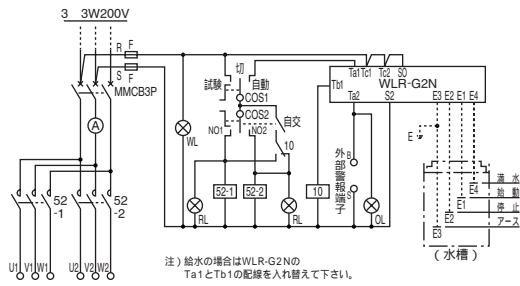 3 3W200V
R F
S F
MMCB3P
A
切
試験 自動
COS1
COS2
自交
NO1 NO2
10
WL
52-1 52-2
RL RL
10
Ta1 Tc1 Tc2 SO
WLR-G2N
Tb1
Ta2 S2
E3 E2 E1 E4
E
外部警報端子
B
S
OL
満水
E4
始動
E1
停止
E2
アース
E3
(水槽)
52
-1
52
-2
U1 V1 W1 U2 V2 W2
注)給水の場合はWLR-G2Nの
Ta1とTb1の配線を入れ替えて下さい。